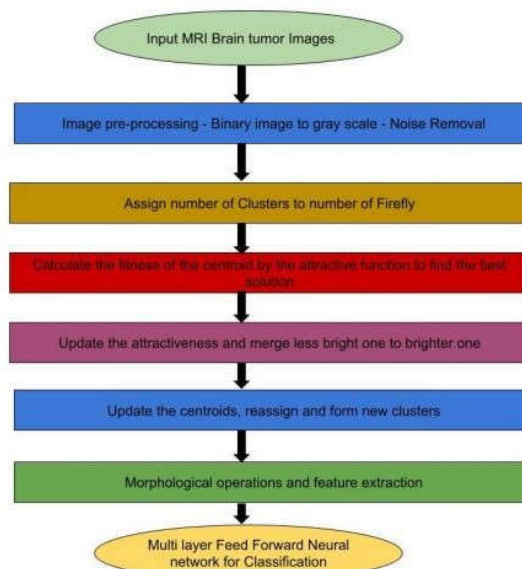 Input MRI Brain tumor Images
Image pre-processing - Binary image to gray scale - Noise Removal
Assign number of Clusters to number of Firefly
Calculate the fitness of the centroid by the attractive function to find the best
solution
Update the attractiveness and merge less bright one to brighter one
Update the centroids, reassign and form new clusters
Morphological operations and feature extraction
Multi layer Feed Forward Neural
network for Classification